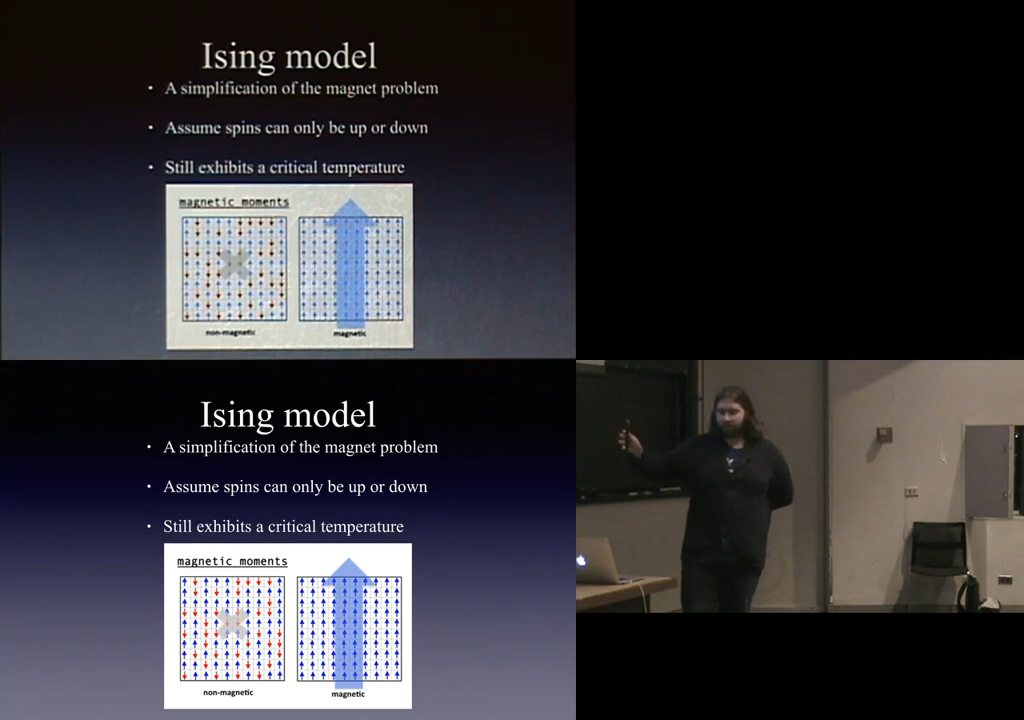 Ising model
• A simplification of the magnet problem
• Assume spins can only be up or down
• Still exhibits a critical temperature
magnetic moments
non-magnetic
magnetic
Ising model
• A simplification of the magnet problem
• Assume spins can only be up or down
• Still exhibits a critical temperature
magnetic moments
non-magnetic
magnetic